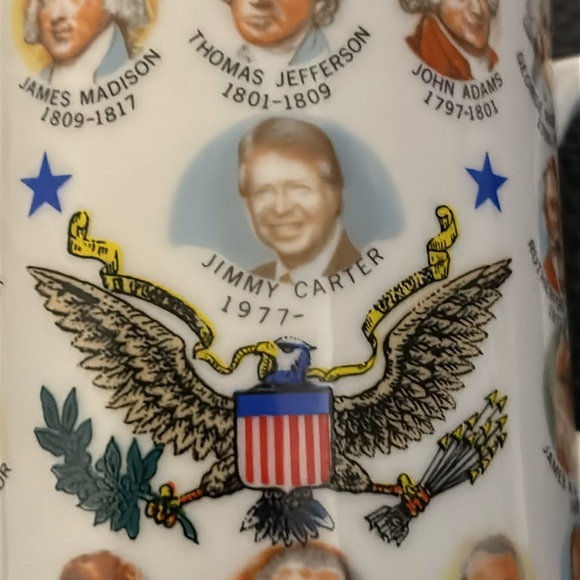 JAMES MADISON
1809-1817
THOMAS JEFFERSON
1801-1809
JOHN ADAMS
1797-1801
JIMMY CARTER
1977-